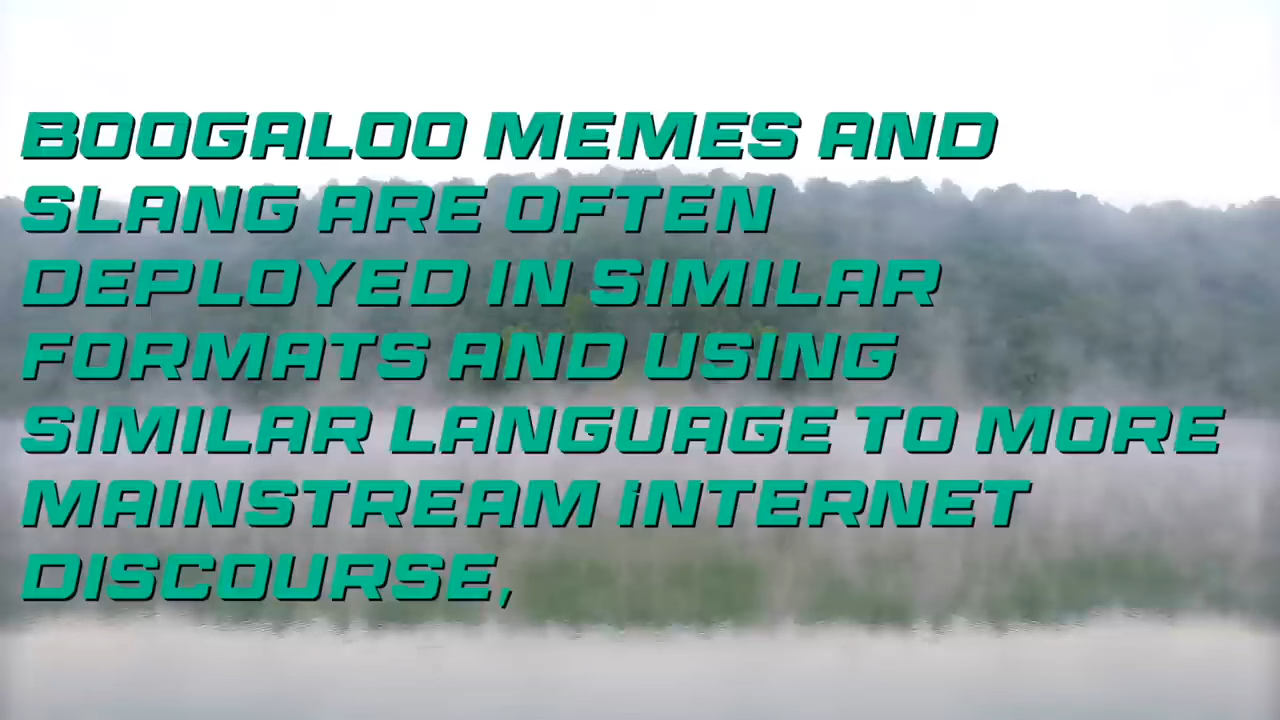 BOOGALOO MEMES AND
SLANG ARE OFTEN
DEPLOYED IN SIMILAR
FORMATS AND USING
SIMILAR LANGUAGE TO MORE
MAINSTREAM iNTERNET
DISCOURSE,